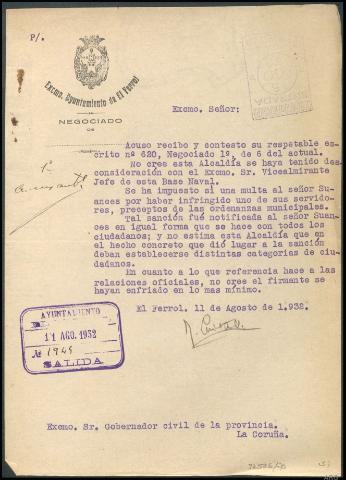 P/.
Excmo. Ayuntamiento de El Ferrol
NEGOCIADO
DE
Excmo. Señor:
Acuso recibo y contesto su respetable es-
crito nº 620, Negociado 1º, de 6 del actual.
No cree esta Alcaldía se haya tenido des-
consideración con el Excmo. Sr. Vicealmirante
Jefe de esta Base Naval.
Se ha impuesto sí una multa al señor Su-
ances por haber infringido uno de sus servido-
res, preceptos de las ordenanzas municipales.
Tal sanción fué notificada al señor Suan-
ces en igual forma que se hace con todos los
ciudadanos; y no estima esta Alcaldía que en
el hecho concreto que dió lugar a la sanción
deban establecerse distintas categorías de ciu-
dadanos.
En cuanto a lo que referencia hace a las
relaciones oficiales, no cree el firmante se
hayan enfriado en lo mas mínimo.
El Ferrol, 11 de Agosto de 1.932.
AYUNTAMIENTO
11 AGO. 1932
Nº 1945
SALIDA
Excmo. Sr. Gobernador civil de la provincia.
La Coruña.